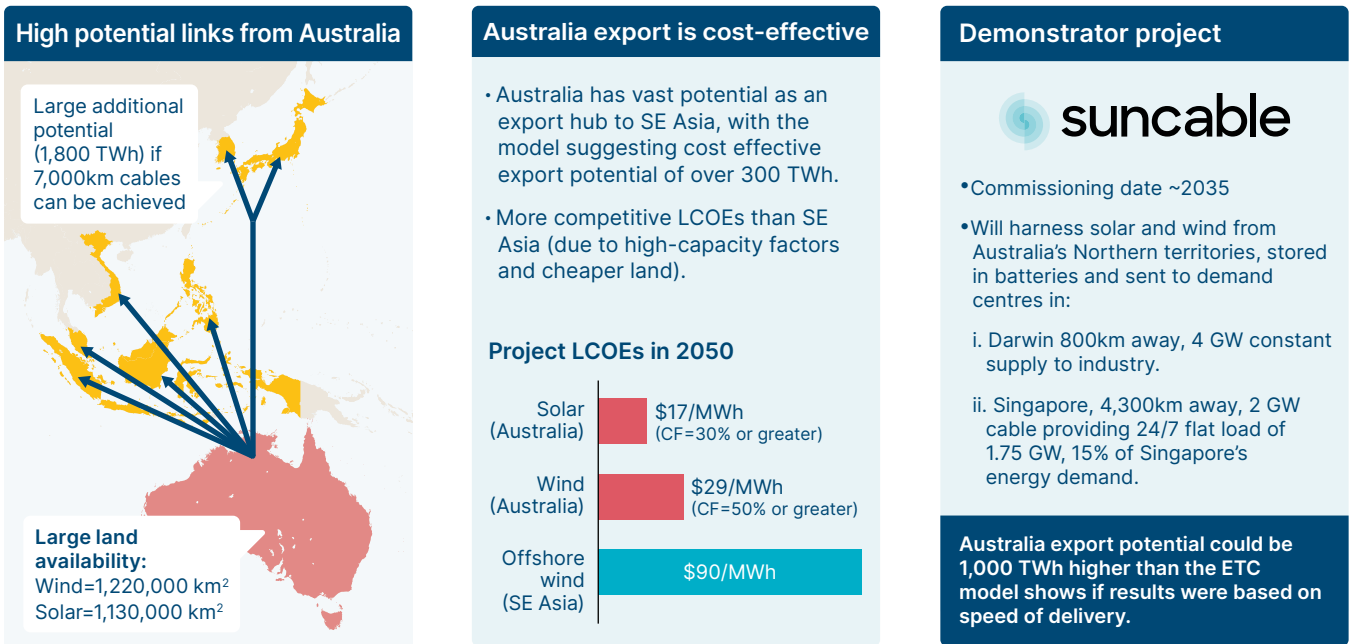 High potential links from Australia
Large additional
potential
(1,800 TWh) if
7,000km cables
can be achieved
Large land
availability:
Wind=1,220,000 km²
Solar=1,130,000 km²
Australia export is cost-effective
• Australia has vast potential as an
export hub to SE Asia, with the
model suggesting cost effective
export potential of over 300 TWh.
• More competitive LCOEs than SE
Asia (due to high-capacity factors
and cheaper land).
Project LCOEs in 2050
Solar
(Australia)
$17/MWh
(CF=30% or greater)
Wind
(Australia)
$29/MWh
(CF=50% or greater)
Offshore
wind
(SE Asia)
$90/MWh
Demonstrator project
suncable
•Commissioning date ~2035
•Will harness solar and wind from
Australia’s Northern territories, stored
in batteries and sent to demand
centres in:
i. Darwin 800km away, 4 GW constant
supply to industry.
ii. Singapore, 4,300km away, 2 GW
cable providing 24/7 flat load of
1.75 GW, 15% of Singapore’s
energy demand.
Australia export potential could be
1,000 TWh higher than the ETC
model shows if results were based on
speed of delivery.